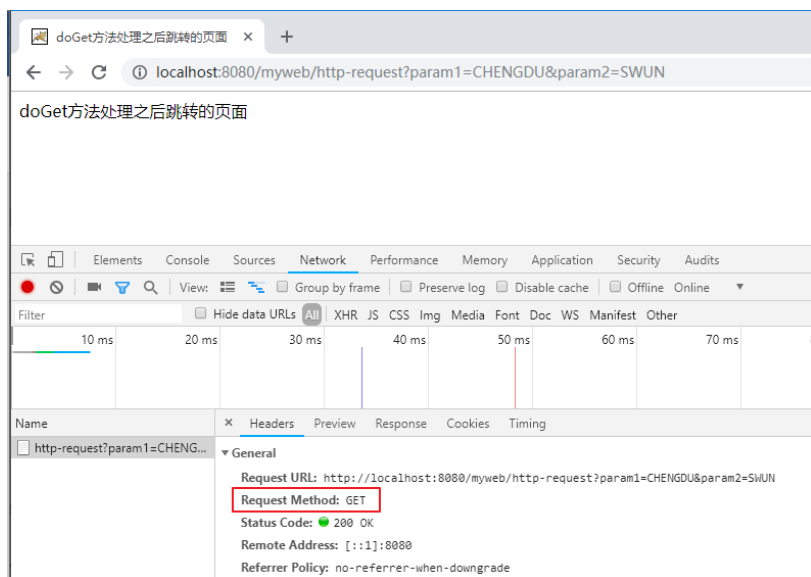 doGet方法处理之后跳转的页面 × +
localhost:8080/myweb/http-request?param1=CHENGDU&param2=SWUN
doGet方法处理之后跳转的页面
Elements Console Sources Network Performance Memory Application Security Audits
View: Group by frame Preserve log Disable cache Offline Online ▼
Filter Hide data URLs All XHR JS CSS Img Media Font Doc WS Manifest Other
10 ms 20 ms 30 ms 40 ms 50 ms 60 ms 70 ms
Name × Headers Preview Response Cookies Timing
http-request?param1=CHENG... ▼ General
Request URL: http://localhost:8080/myweb/http-request?param1=CHENGDU&param2=SWUN
Request Method: GET
Status Code: 200 OK
Remote Address: [::1]:8080
Referrer Policy: no-referrer-when-downgrade